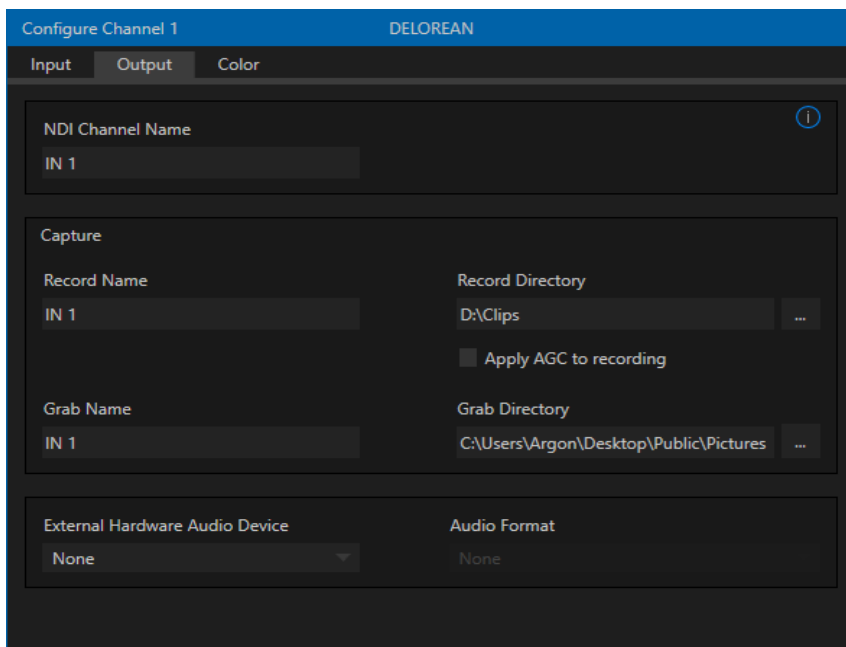 Configure Channel 1 DELOREAN
Input Output Color
NDI Channel Name
IN 1
Capture
Record Name Record Directory
IN 1 D:\Clips ...
Apply AGC to recording
Grab Name Grab Directory
IN 1 C:\Users\Argon\Desktop\Public\Pictures ...
External Hardware Audio Device Audio Format
None None